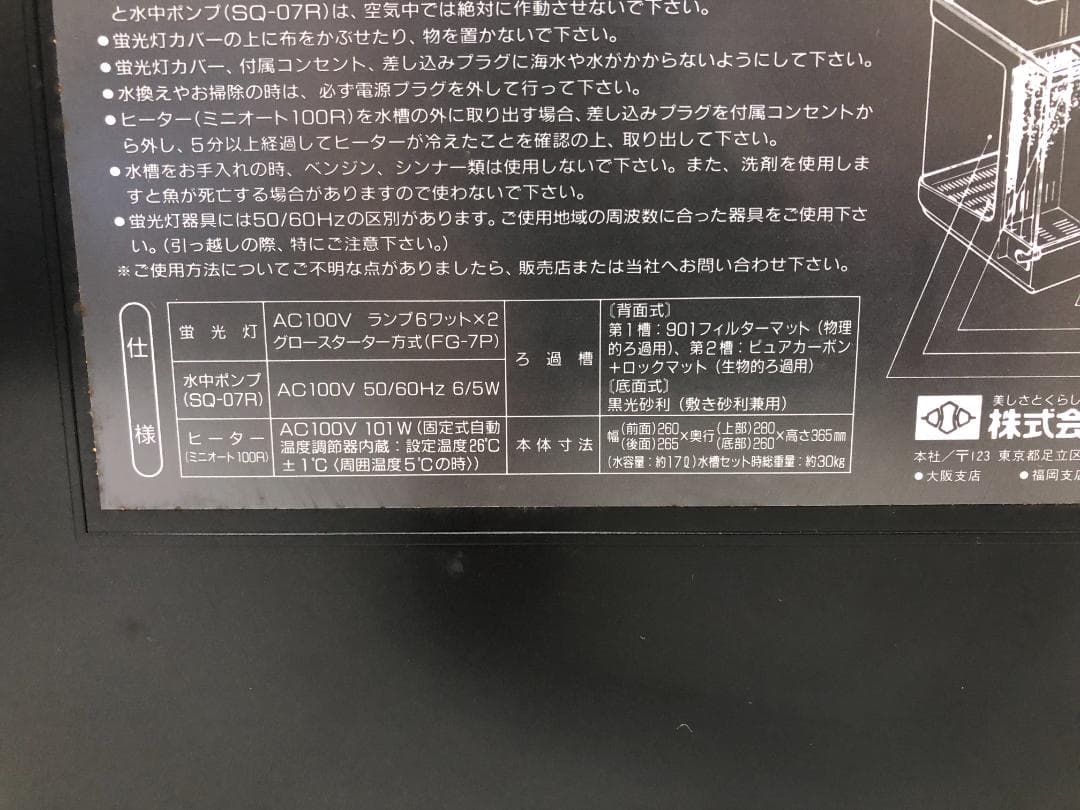 と水中ポンプ(SQ-07R)は、空気中では絶対に作動させないで下さい。
●蛍光灯カバーの上に布をかぶせたり、物を置かないで下さい。
●蛍光灯カバー、付属コンセント、差し込みプラグに海水や水がかからないようにして下さい。
●水換えやお掃除の時は、必ず電源プラグを外して行って下さい。
●ヒーター(ミニオート100R)を水槽の外に取り出す場合、差し込みプラグを付属コンセントか
ら外し、5分以上経過してヒーターが冷えたことを確認の上、取り出して下さい。
●水槽をお手入れの時、ベンジン、シンナー類は使用しないで下さい。また、洗剤を使用しま
すと魚が死亡する場合がありますので使わないで下さい。
●蛍光灯器具には50/60Hzの区別があります。ご使用地域の周波数に合った器具をご使用下さ
い。(引っ越しの際、特にご注意下さい。)
※ご使用方法についてご不明な点がありましたら、販売店または当社へお問い合わせ下さい。
仕様
蛍光灯
AC100V ランプ6ワット×2
グロースターター方式(FG-7P)
水中ポンプ
(SQ-07R)
AC100V 50/60Hz 6/5W
ヒーター
(ミニオート100R)
AC100V 101W (固定式自動
温度調節器内蔵:設定温度26℃
±1℃〈周囲温度5℃の時〉)
ろ過槽
〔背面式〕
第1槽:901フィルターマット(物理
的ろ過用)、第2槽:ピュアカーボン
+ロックマット(生物的ろ過用)
〔底面式〕
黒光砂利(敷き砂利兼用)
本体寸法
幅(前面)260 (後面)265×奥行(上部)280 (底部)260×高さ365mm
(水容量:約17ℓ)水槽セット時総重量:約30kg
美しさとくらし
株式会
本社/〒123 東京都足立区
●大阪支店 ●福岡支店